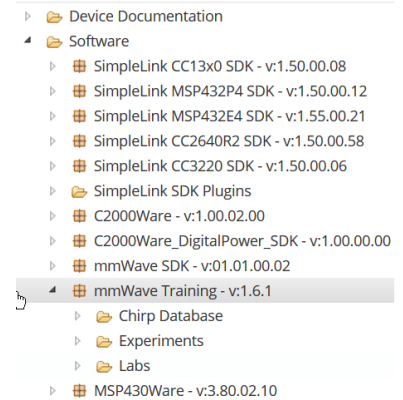 Device Documentation
Software
SimpleLink CC13x0 SDK - v:1.50.00.08
SimpleLink MSP432P4 SDK - v:1.50.00.12
SimpleLink MSP432E4 SDK - v:1.55.00.21
SimpleLink CC2640R2 SDK - v:1.50.00.58
SimpleLink CC3220 SDK - v:1.50.00.06
SimpleLink SDK Plugins
C2000Ware - v:1.00.02.00
C2000Ware_DigitalPower_SDK - v:1.00.00.00
mmWave SDK - v:01.01.00.02
mmWave Training - v:1.6.1
Chirp Database
Experiments
Labs
MSP430Ware - v:3.80.02.10